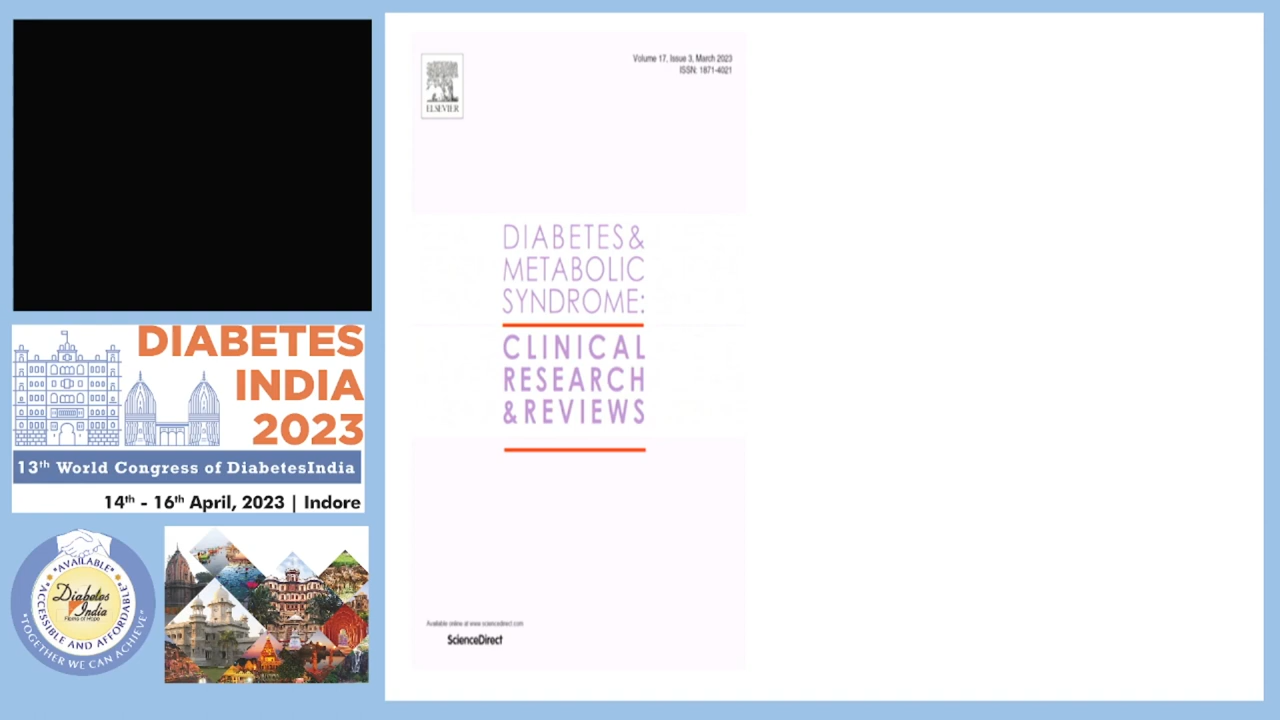 DIABETES
INDIA
2023
13th World Congress of DiabetesIndia
14th - 16th April, 2023 | Indore
•AVAILABLE•
ACCESSIBLE AND AFFORDABLE
Diabetes
India
"TOGETHER WE CAN ACHIEVE"
ELSEVIER
Volume 17, Issue 3, March 2023
ISSN: 1871-4021
DIABETES &
METABOLIC
SYNDROME:
CLINICAL
RESEARCH
& REVIEWS
Available online at www.sciencedirect.com
ScienceDirect